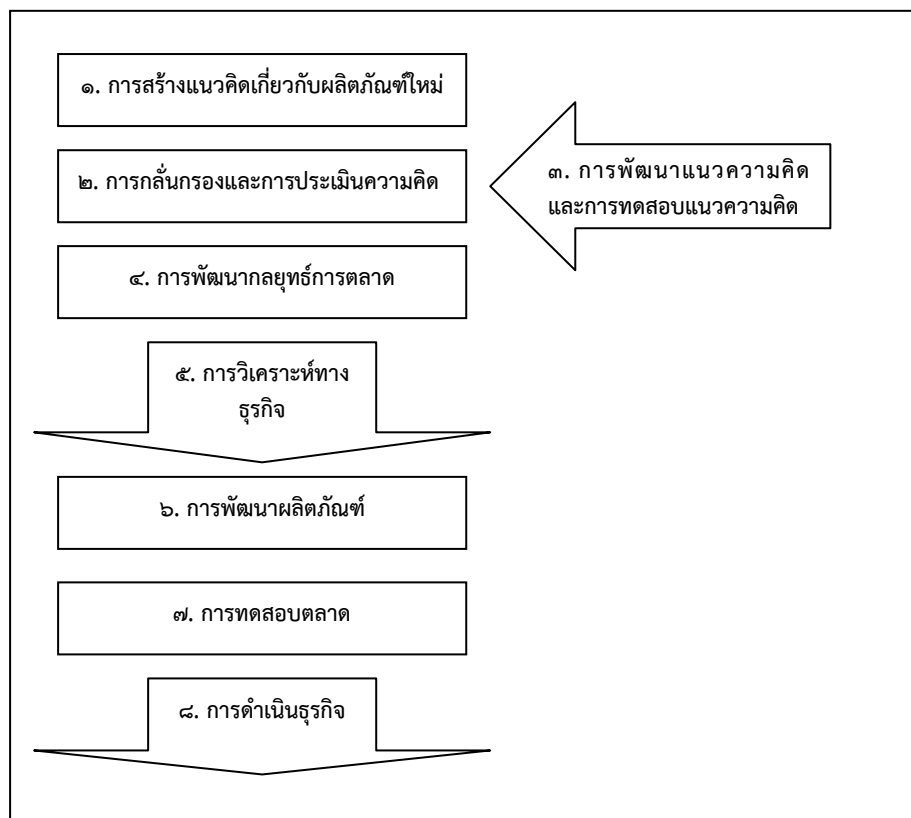 ๑. การสร้างแนวคิดเกี่ยวกับผลิตภัณฑ์ใหม่
๒. การกลั่นกรองและการประเมินความคิด
๓. การพัฒนาแนวความคิด
และการทดสอบแนวความคิด
๔. การพัฒนากลยุทธ์การตลาด
๕. การวิเคราะห์ทาง
ธุรกิจ
๖. การพัฒนาผลิตภัณฑ์
๗. การทดสอบตลาด
๘. การดำเนินธุรกิจ